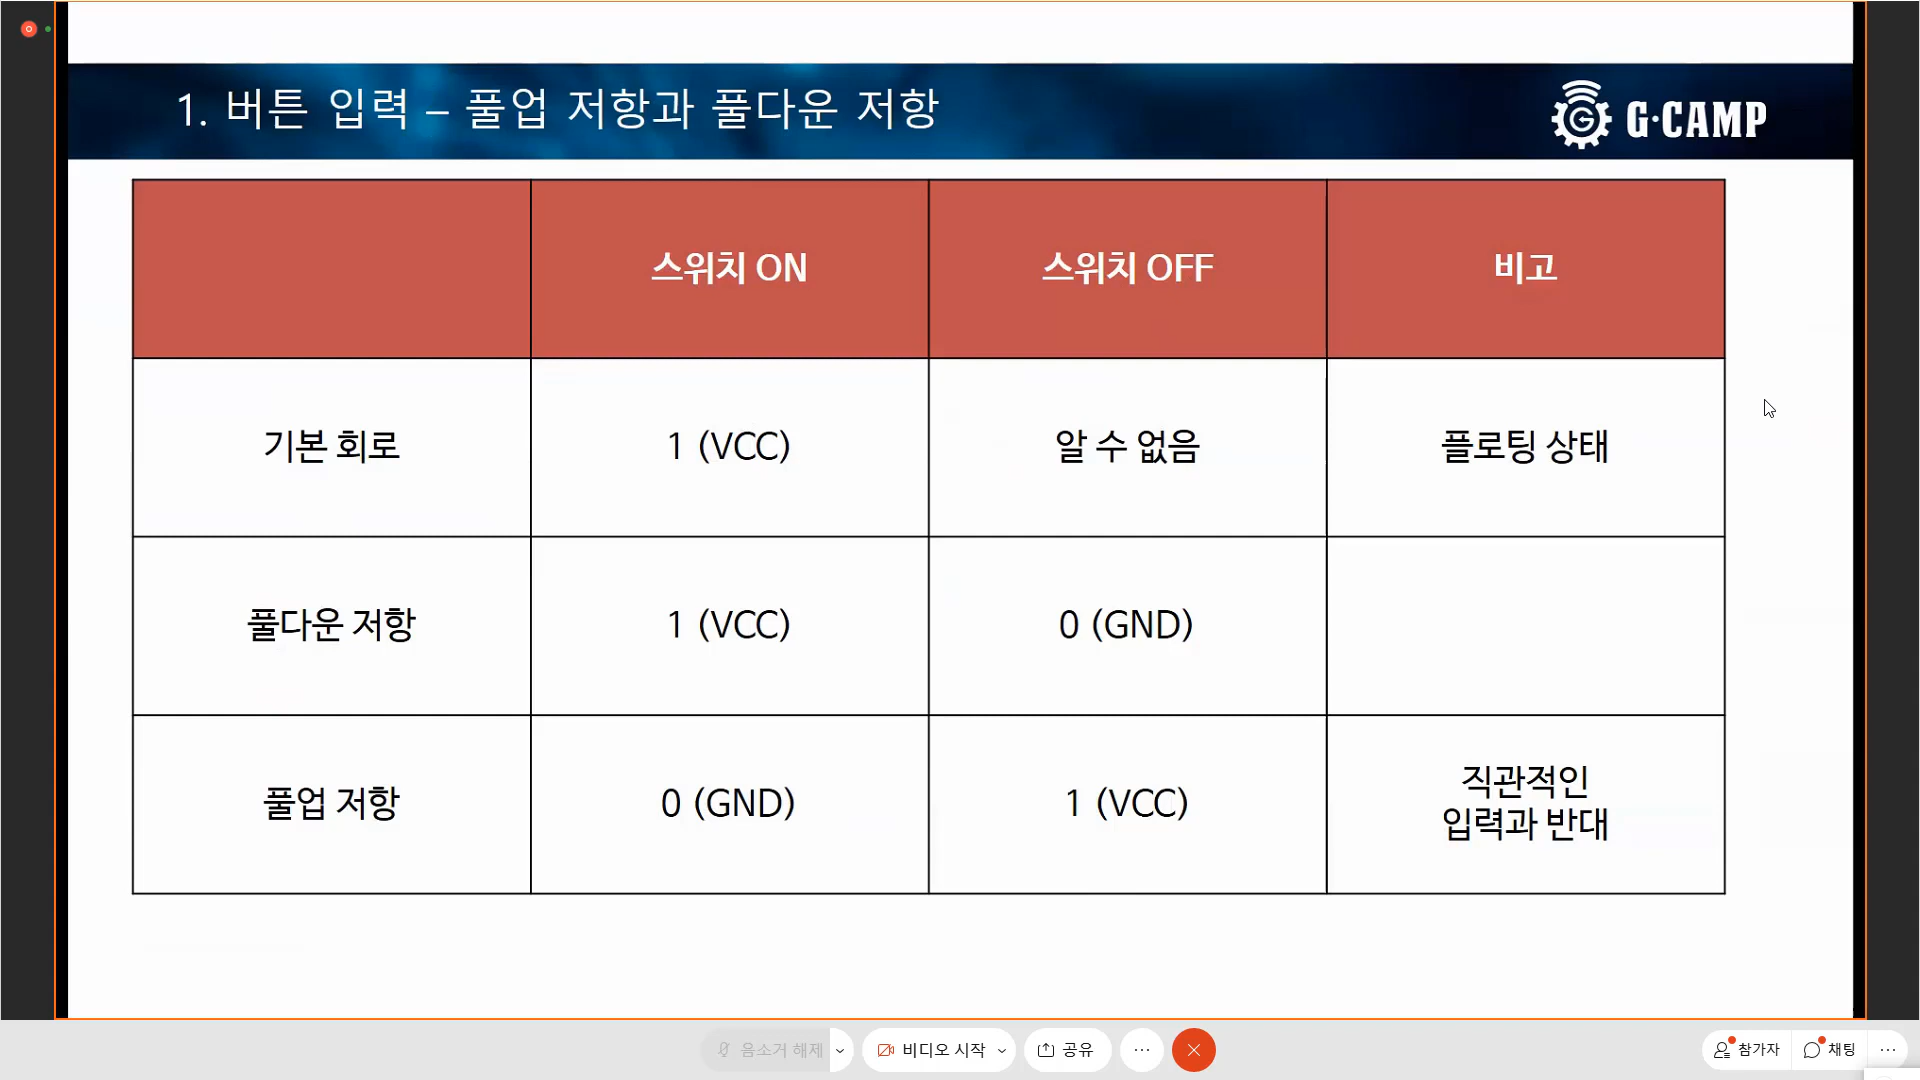 1. 버튼 입력 – 풀업 저항과 풀다운 저항
G·CAMP
스위치 ON
스위치 OFF
비고
기본 회로
1 (VCC)
알 수 없음
플로팅 상태
풀다운 저항
1 (VCC)
0 (GND)
풀업 저항
0 (GND)
1 (VCC)
직관적인
입력과 반대
음소거 해제
비디오 시작
공유
참가자
채팅